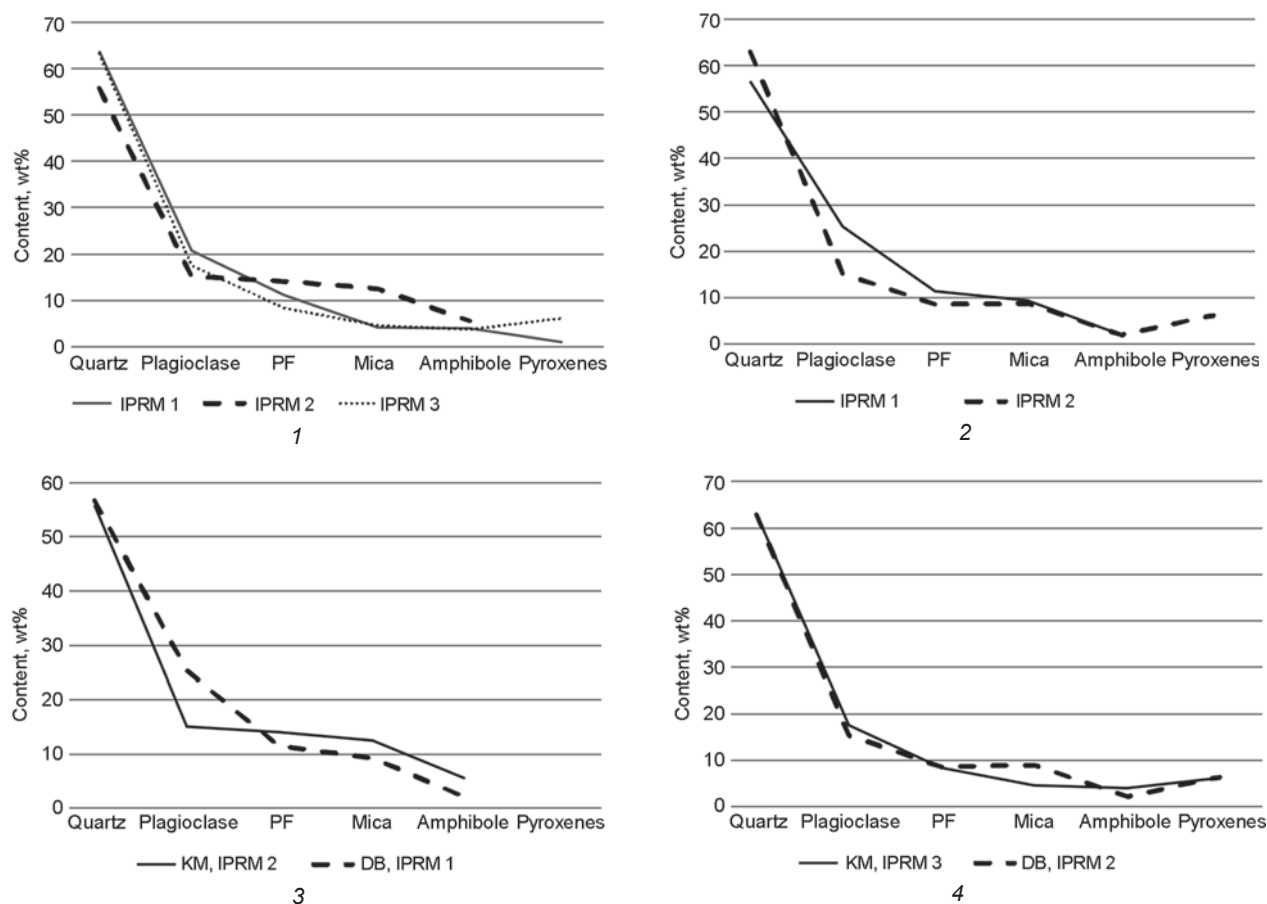 70
60
50
40
30
20
10
0
Content, wt%
Quartz Plagioclase PF Mica Amphibole Pyroxenes
IPRM 1 IPRM 2 IPRM 3
1
70
60
50
40
30
20
10
0
Content, wt%
Quartz Plagioclase PF Mica Amphibole Pyroxenes
IPRM 1 IPRM 2
2
60
50
40
30
20
10
0
Content, wt%
Quartz Plagioclase PF Mica Amphibole Pyroxenes
KM, IPRM 2 DB, IPRM 1
3
70
60
50
40
30
20
10
0
Content, wt%
Quartz Plagioclase PF Mica Amphibole Pyroxenes
KM, IPRM 3 DB, IPRM 2
4